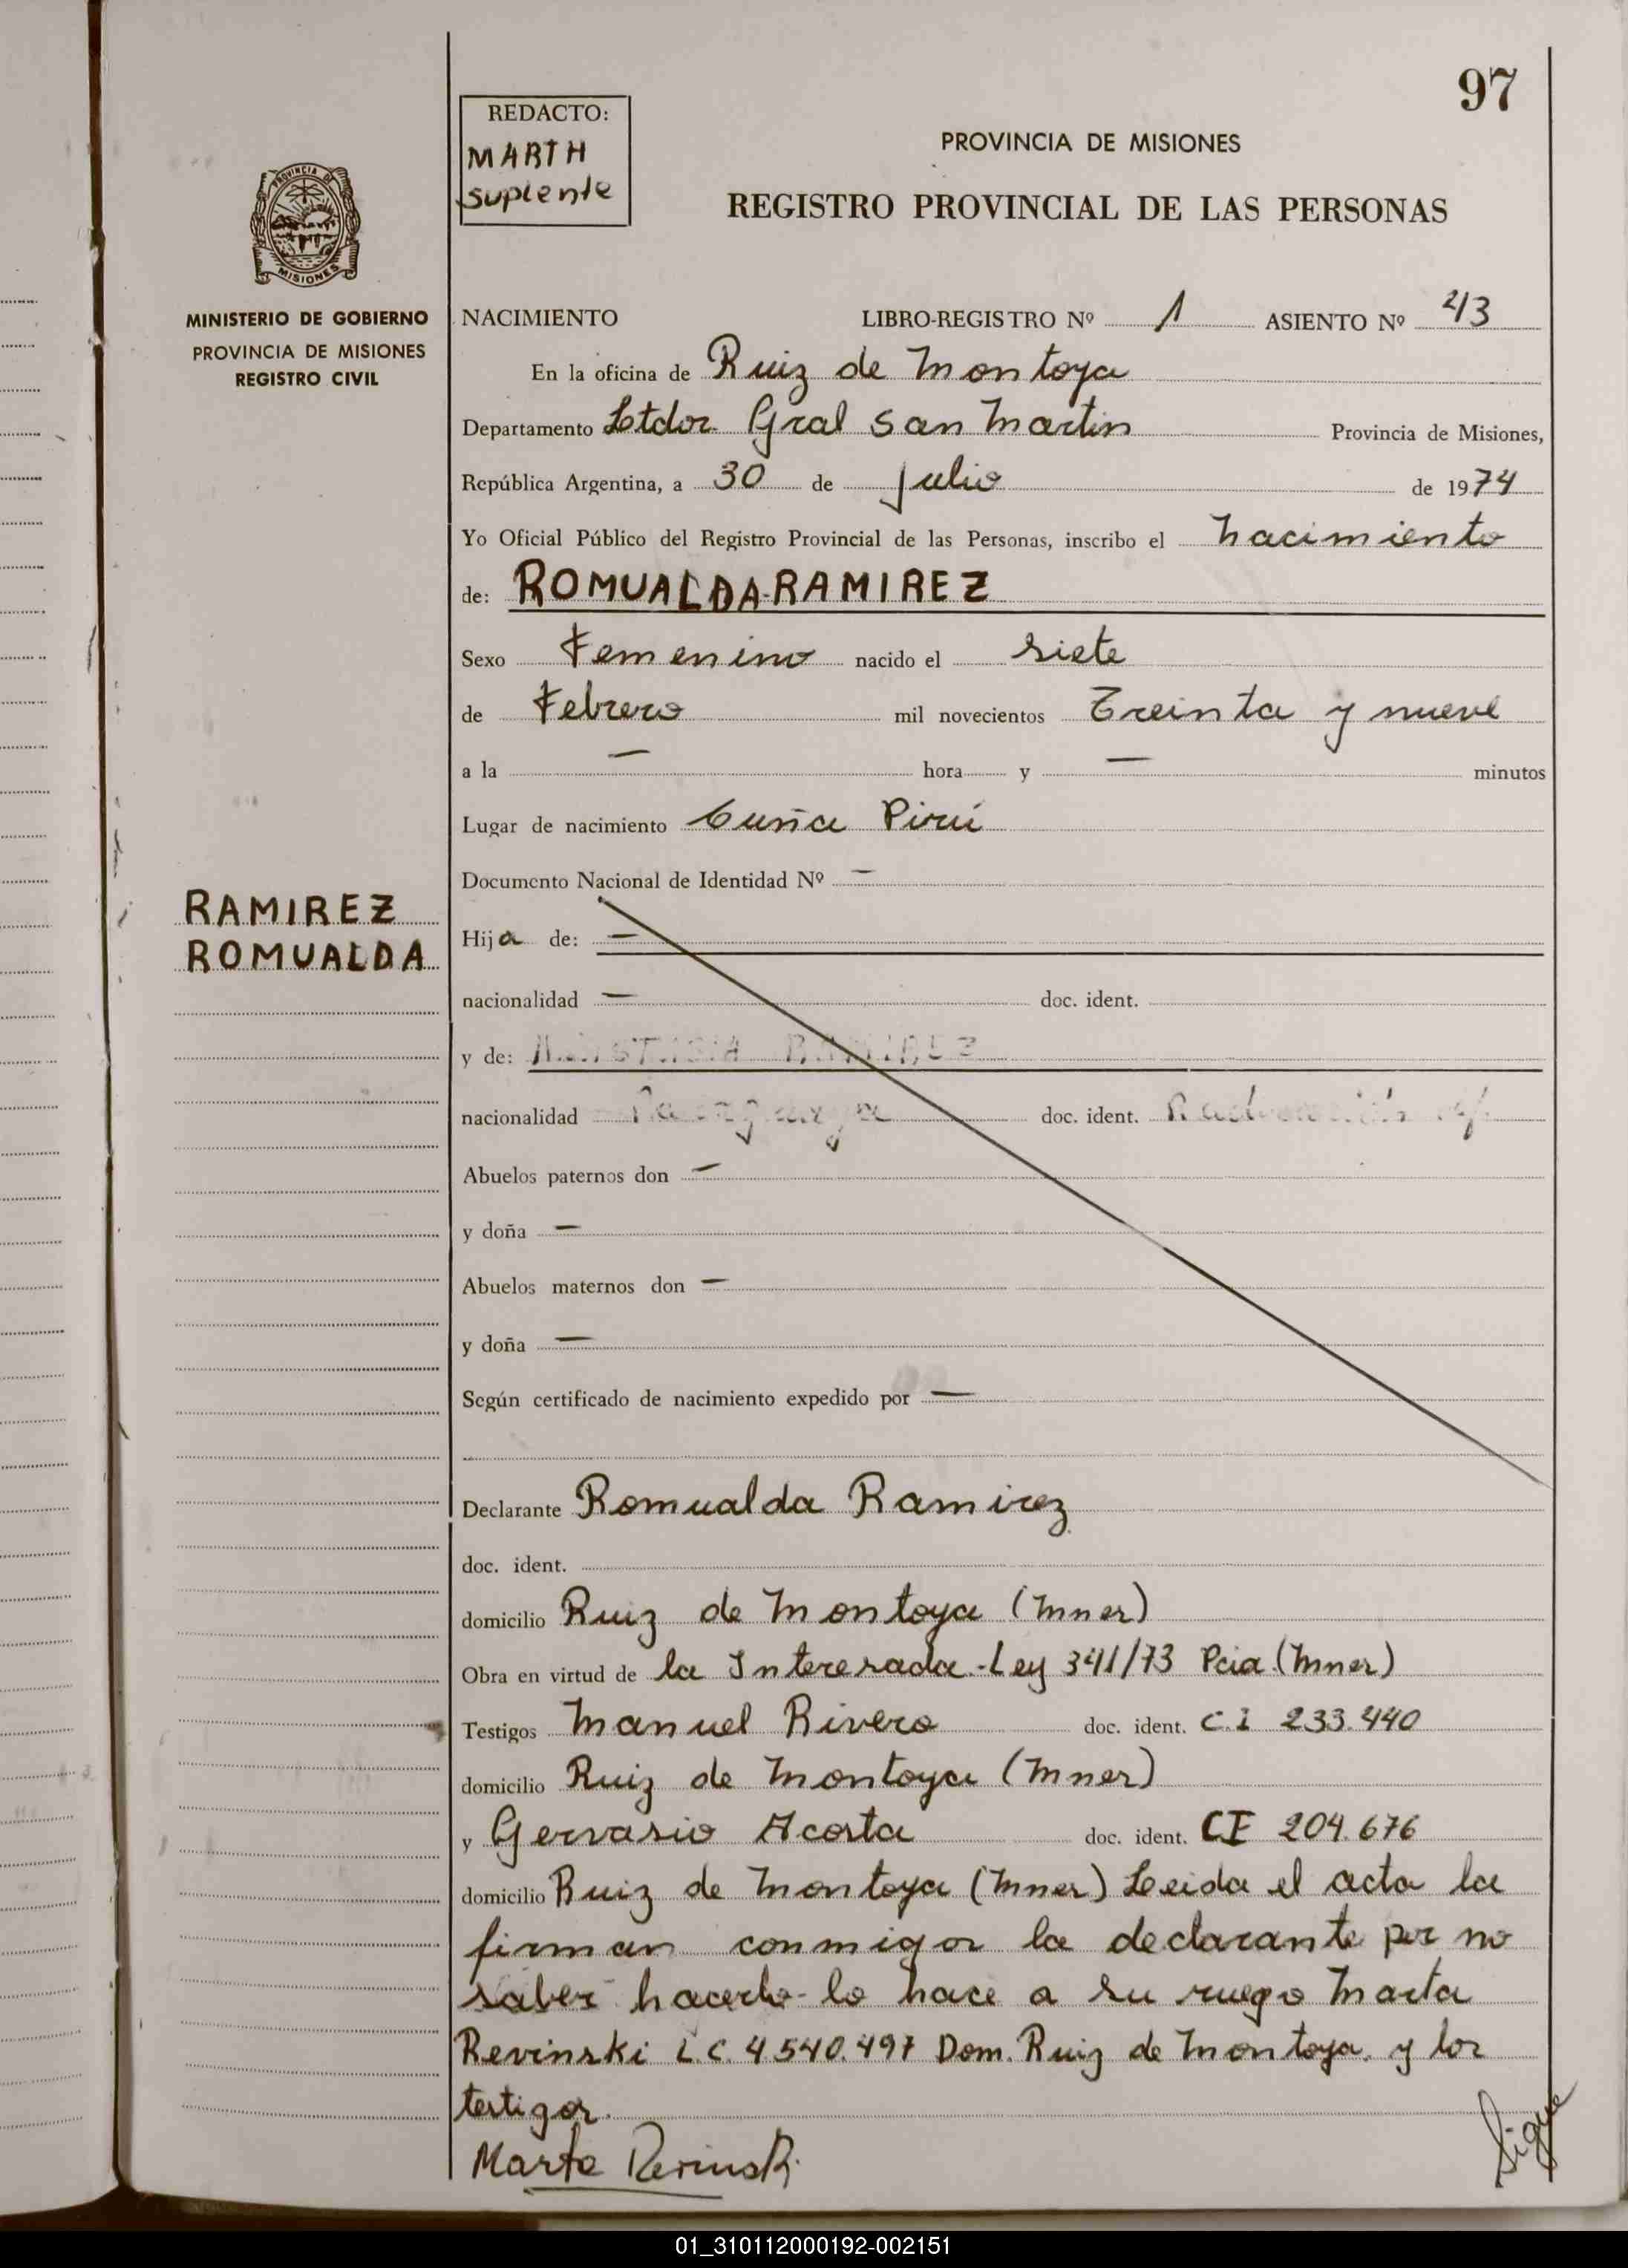 97
REDACTO:
MARTH
suplente
PROVINCIA DE MISIONES
REGISTRO PROVINCIAL DE LAS PERSONAS
PROVINCIA DE
MISIONES
MINISTERIO DE GOBIERNO
PROVINCIA DE MISIONES
REGISTRO CIVIL
NACIMIENTO LIBRO-REGISTRO Nº 1 ASIENTO Nº 213
En la oficina de Ruiz de Montoya
Departamento Ltdor. Gral San Martin Provincia de Misiones,
República Argentina, a 30 de julio de 1974
Yo Oficial Público del Registro Provincial de las Personas, inscribo el nacimiento
de: ROMUALDA-RAMIREZ
Sexo Femenino nacido el siete
de Febrero mil novecientos Treinta y nueve
a la — hora y — minutos
Lugar de nacimiento Cuña Pirú
Documento Nacional de Identidad Nº —
RAMIREZ
ROMUALDA
Hija de: —
nacionalidad — doc. ident.
y de: RAMIREZ
nacionalidad doc. ident.
Abuelos paternos don —
y doña —
Abuelos maternos don —
y doña —
Según certificado de nacimiento expedido por —
Declarante Romualda Ramirez
doc. ident.
domicilio Ruiz de Montoya (Mnes)
Obra en virtud de la Interesada-Ley 341/73 Pcia (Mnes)
Testigos Manuel Rivero doc. ident. C.I 233.440
domicilio Ruiz de Montoya (Mnes)
y Gervasio Acosta doc. ident. CI 204.676
domicilio Ruiz de Montoya (Mnes) Leida el acta la
firman conmigo la declarante por no
saber hacerlo-lo hace a su ruego Marta
Revinski L.C. 4540.497 Dom. Ruiz de Montoya. y los
testigos.
Marta Revinski
Sigue
01_310112000192-002151